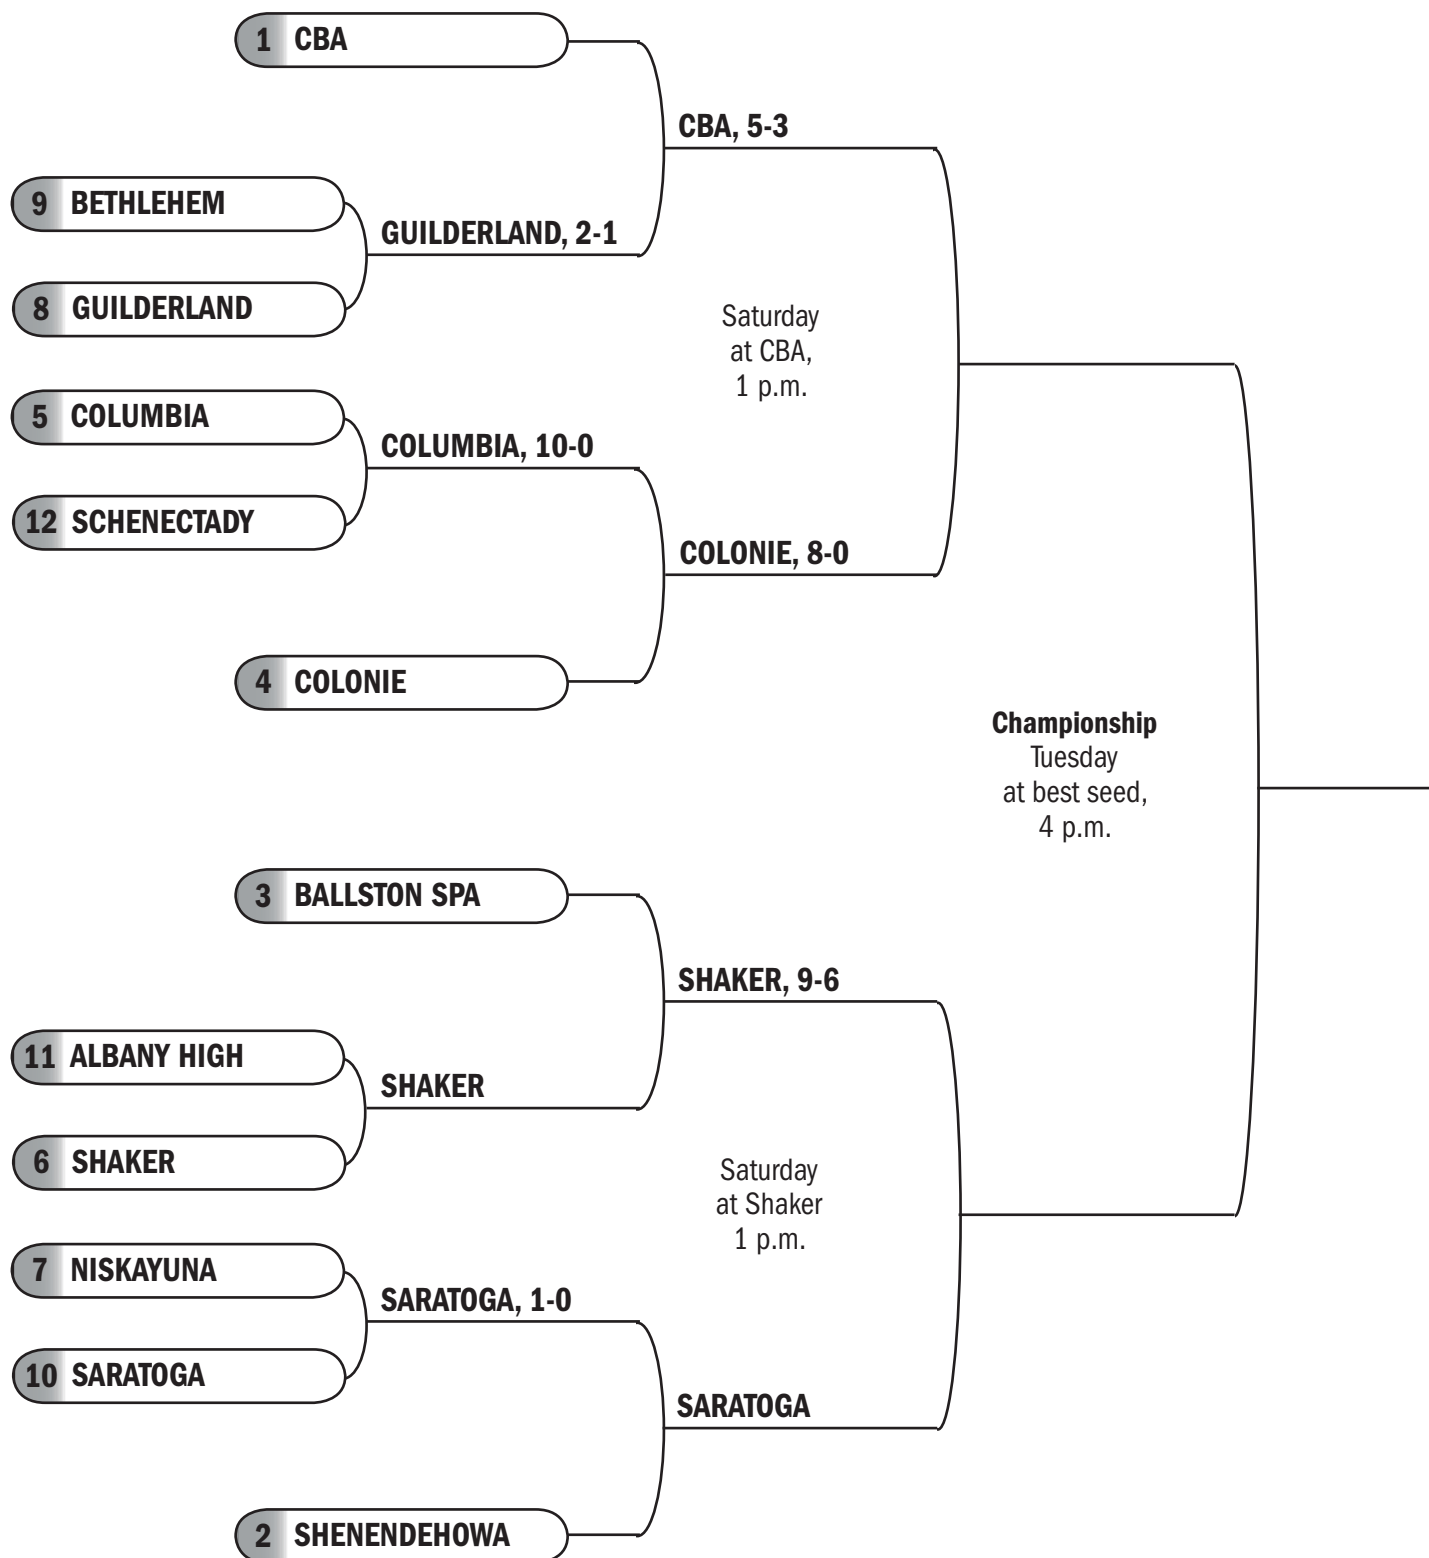 1 CBA
CBA, 5-3
9 BETHLEHEM
GUILDERLAND, 2-1
8 GUILDERLAND
Saturday
at CBA,
1 p.m.
5 COLUMBIA
COLUMBIA, 10-0
12 SCHENECTADY
COLONIE, 8-0
4 COLONIE
Championship
Tuesday
at best seed,
4 p.m.
3 BALLSTON SPA
SHAKER, 9-6
11 ALBANY HIGH
SHAKER
6 SHAKER
Saturday
at Shaker
1 p.m.
7 NISKAYUNA
SARATOGA, 1-0
10 SARATOGA
SARATOGA
2 SHENENDEHOWA